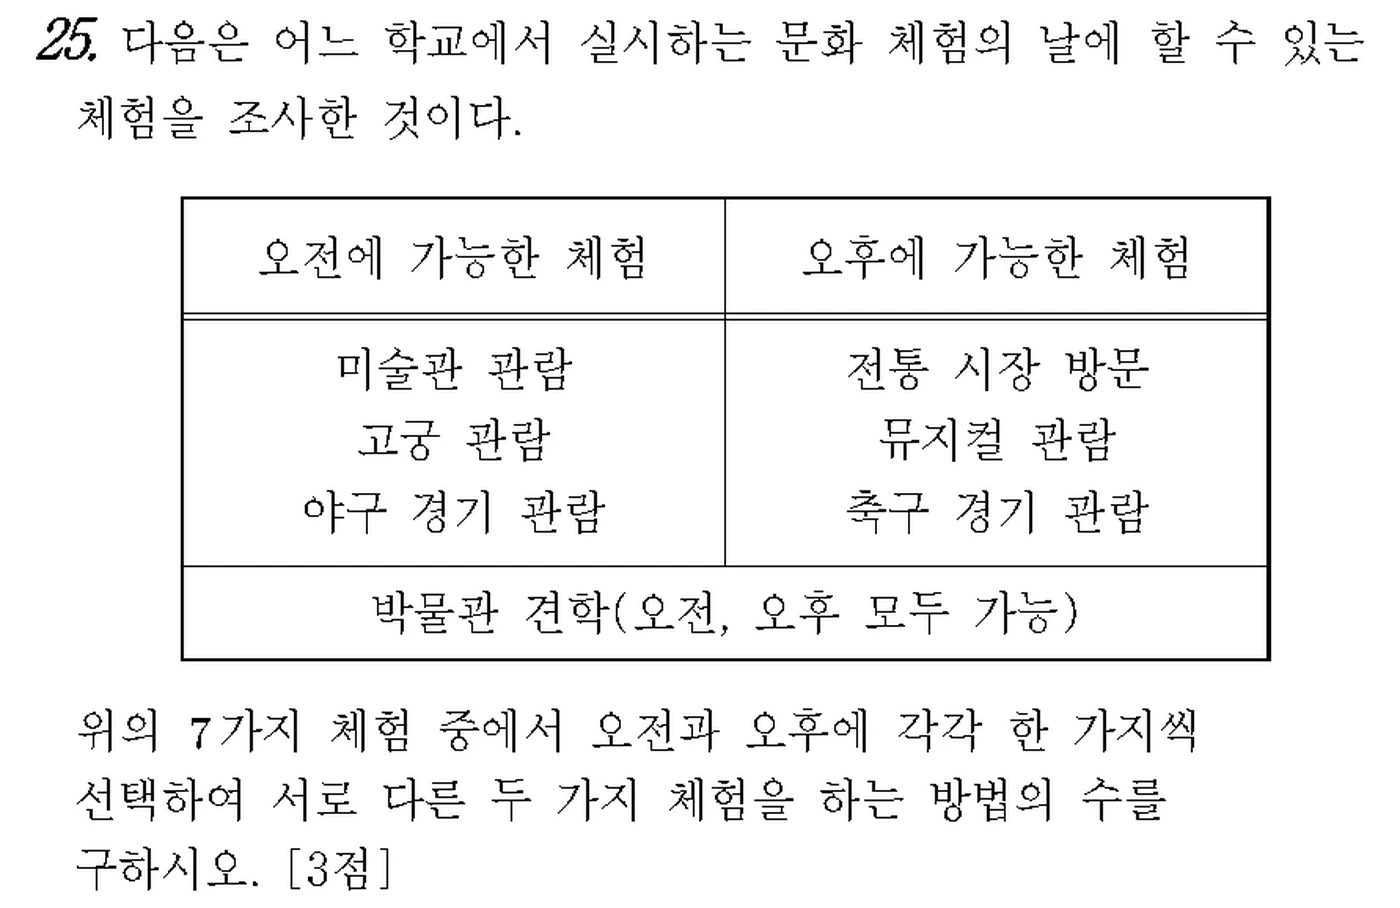 25. 다음은 어느 학교에서 실시하는 문화 체험의 날에 할 수 있는
체험을 조사한 것이다.
오전에 가능한 체험 오후에 가능한 체험
미술관 관람 전통 시장 방문
고궁 관람 뮤지컬 관람
야구 경기 관람 축구 경기 관람
박물관 견학(오전, 오후 모두 가능)
위의 7가지 체험 중에서 오전과 오후에 각각 한 가지씩
선택하여 서로 다른 두 가지 체험을 하는 방법의 수를
구하시오. [3점]